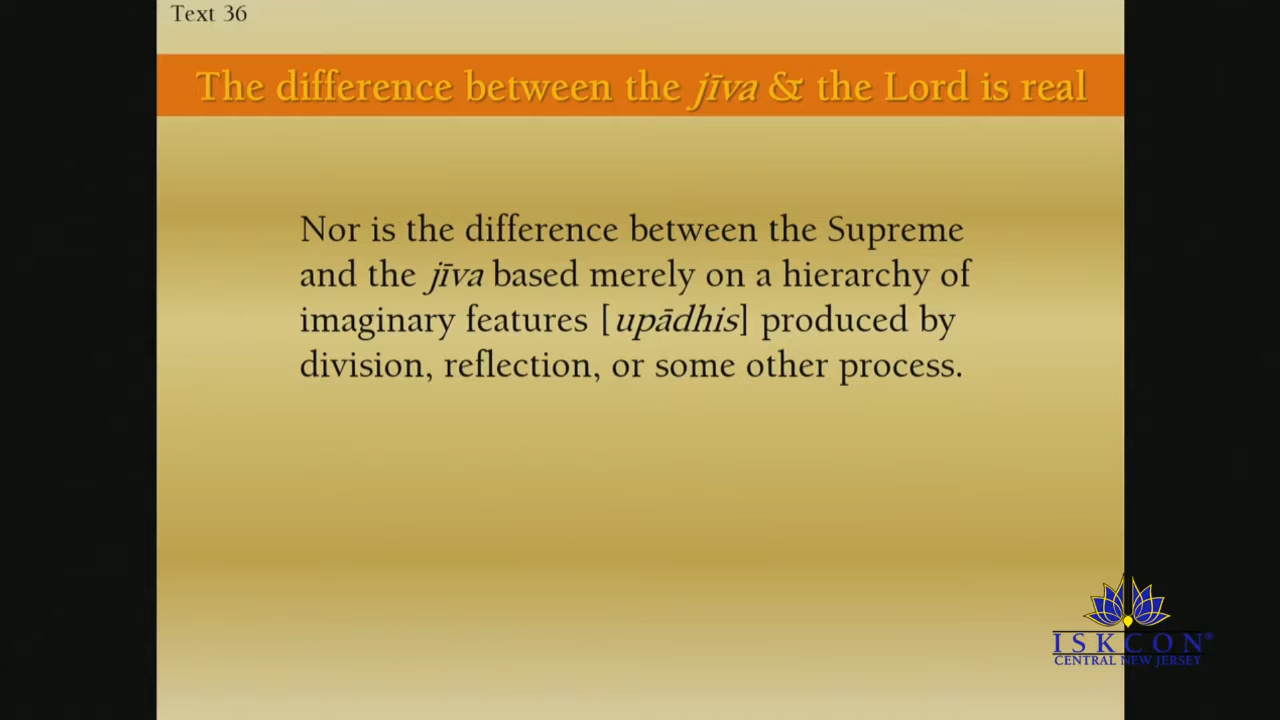 Text 36
The difference between the jīva & the Lord is real
Nor is the difference between the Supreme
and the jīva based merely on a hierarchy of
imaginary features [upādhis] produced by
division, reflection, or some other process.
ISKCON®
CENTRAL NEW JERSEY